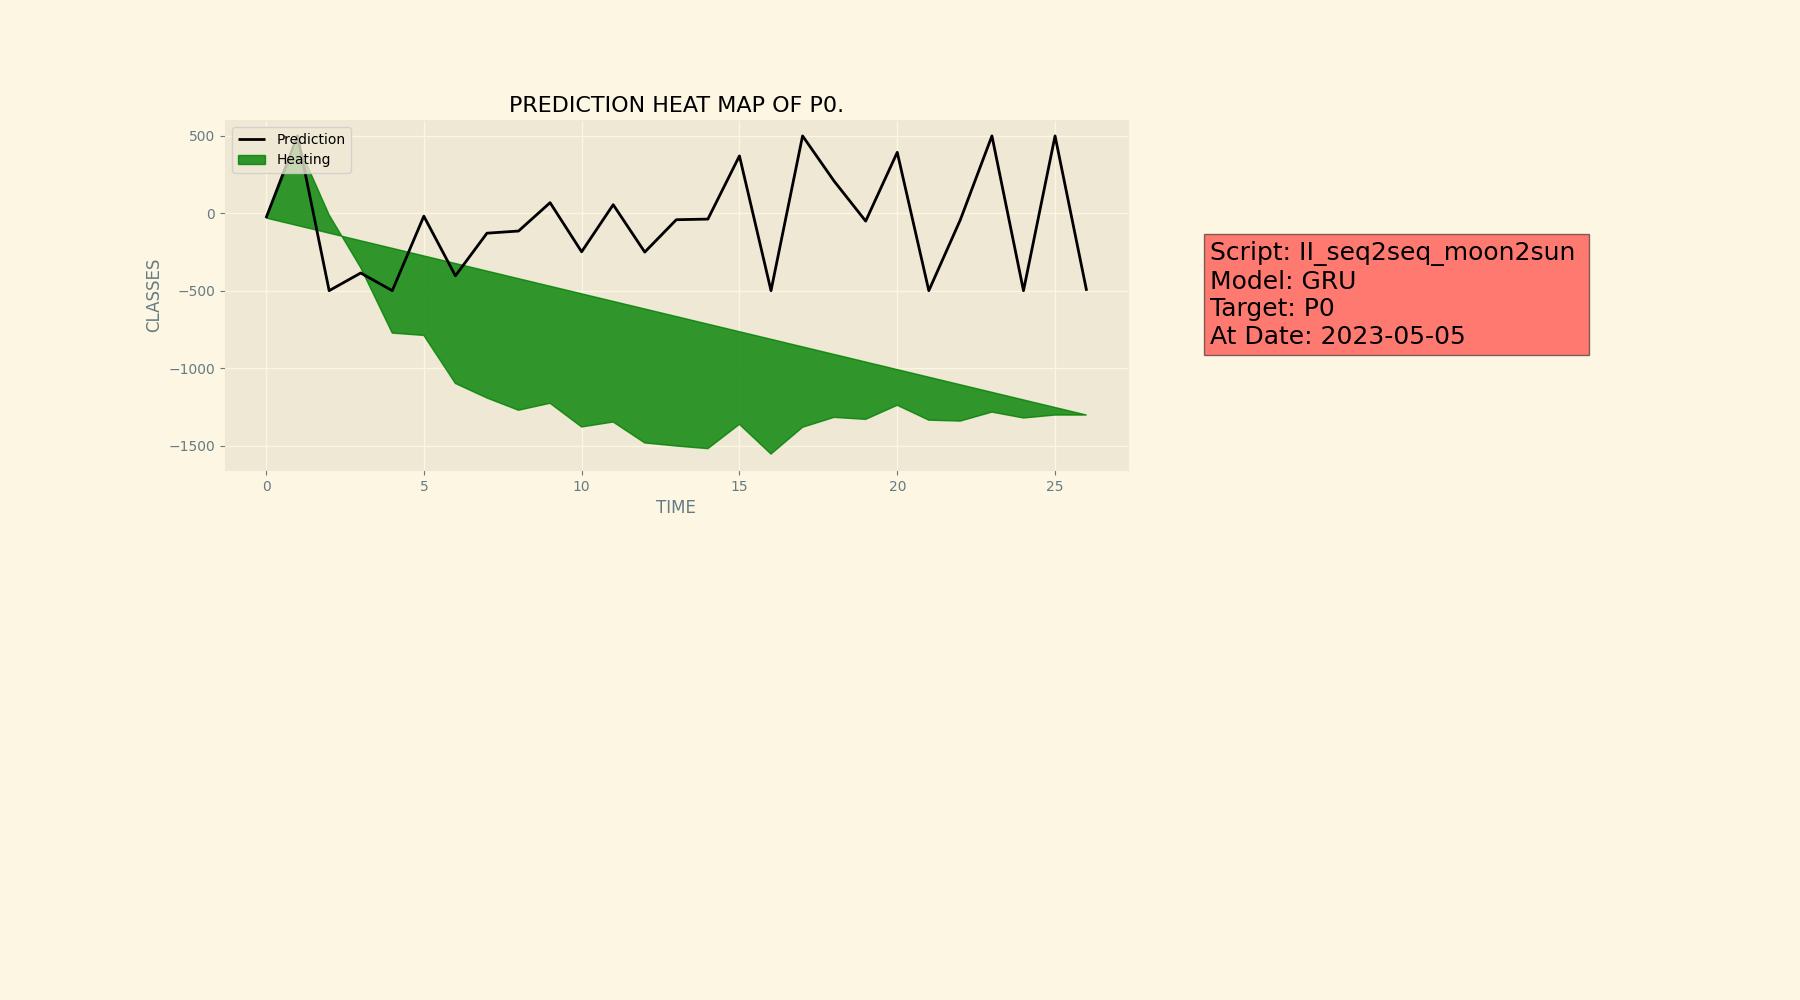 PREDICTION HEAT MAP OF P0.
Prediction
Heating
500
0
−500
−1000
−1500
CLASSES
0 5 10 15 20 25
TIME
Script: II_seq2seq_moon2sun
Model: GRU
Target: P0
At Date: 2023-05-05